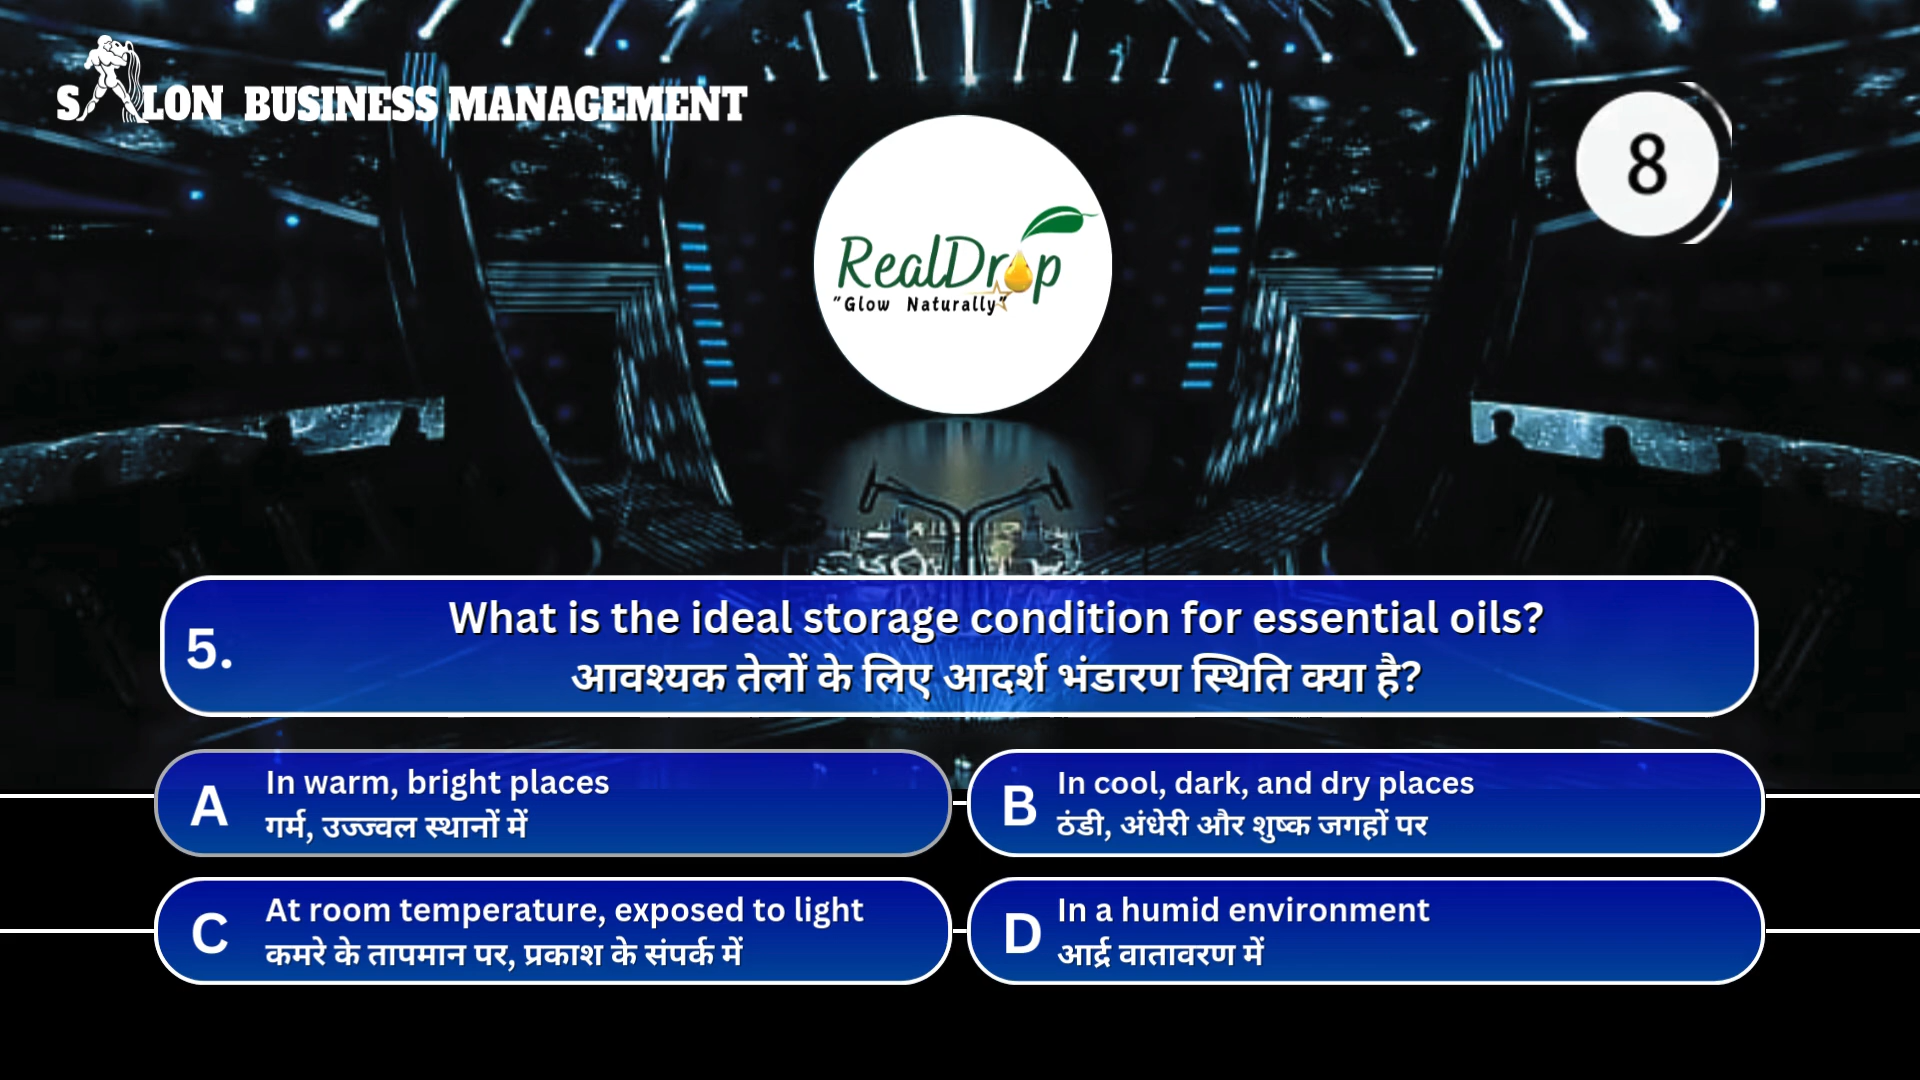 SALON BUSINESS MANAGEMENT
8
RealDrop
"Glow Naturally"
5.
What is the ideal storage condition for essential oils?
आवश्यक तेलों के लिए आदर्श भंडारण स्थिति क्या है?
A
In warm, bright places
गर्म, उज्ज्वल स्थानों में
B
In cool, dark, and dry places
ठंडी, अंधेरी और शुष्क जगहों पर
C
At room temperature, exposed to light
कमरे के तापमान पर, प्रकाश के संपर्क में
D
In a humid environment
आर्द्र वातावरण में